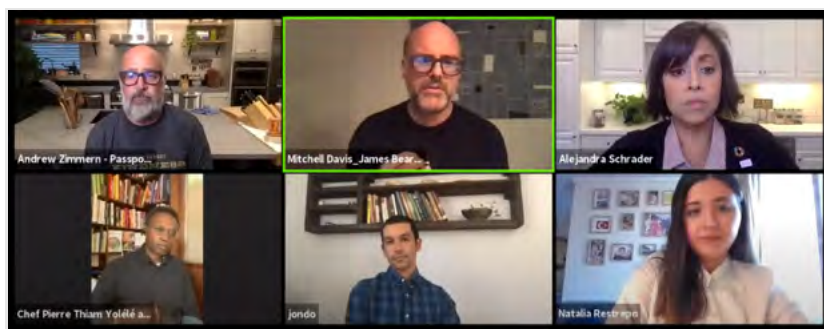 Andrew Zimmern - Passpo...
Mitchell Davis_James Bear...
Alejandra Schrader
Chef Pierre Thiam Yolélé a...
jondo
Natalia Restrepo